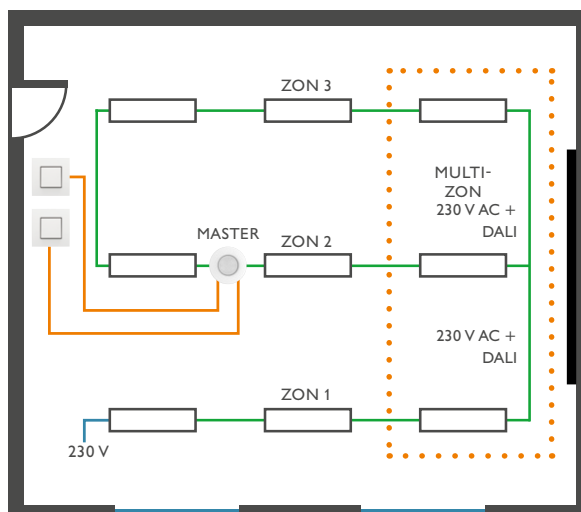 ZON 3
MULTI-
ZON
230 V AC +
DALI
MASTER
ZON 2
230 V AC +
DALI
ZON 1
230 V